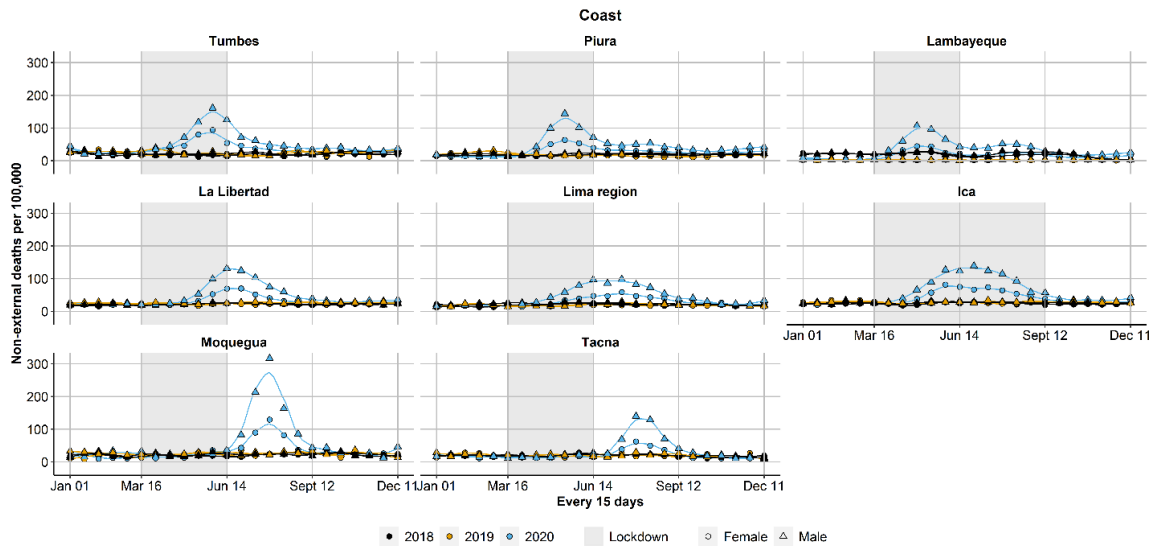 Coast
Tumbes Piura Lambayeque
300
200
100
0
La Libertad Lima region Ica
300
200
100
0
Jan 01 Mar 16 Jun 14 Sept 12 Dec 11
Moquegua Tacna
300
200
100
0
Jan 01 Mar 16 Jun 14 Sept 12 Dec 11 Jan 01 Mar 16 Jun 14 Sept 12 Dec 11
Non-external deaths per 100,000
Every 15 days
2018 2019 2020 Lockdown Female Male